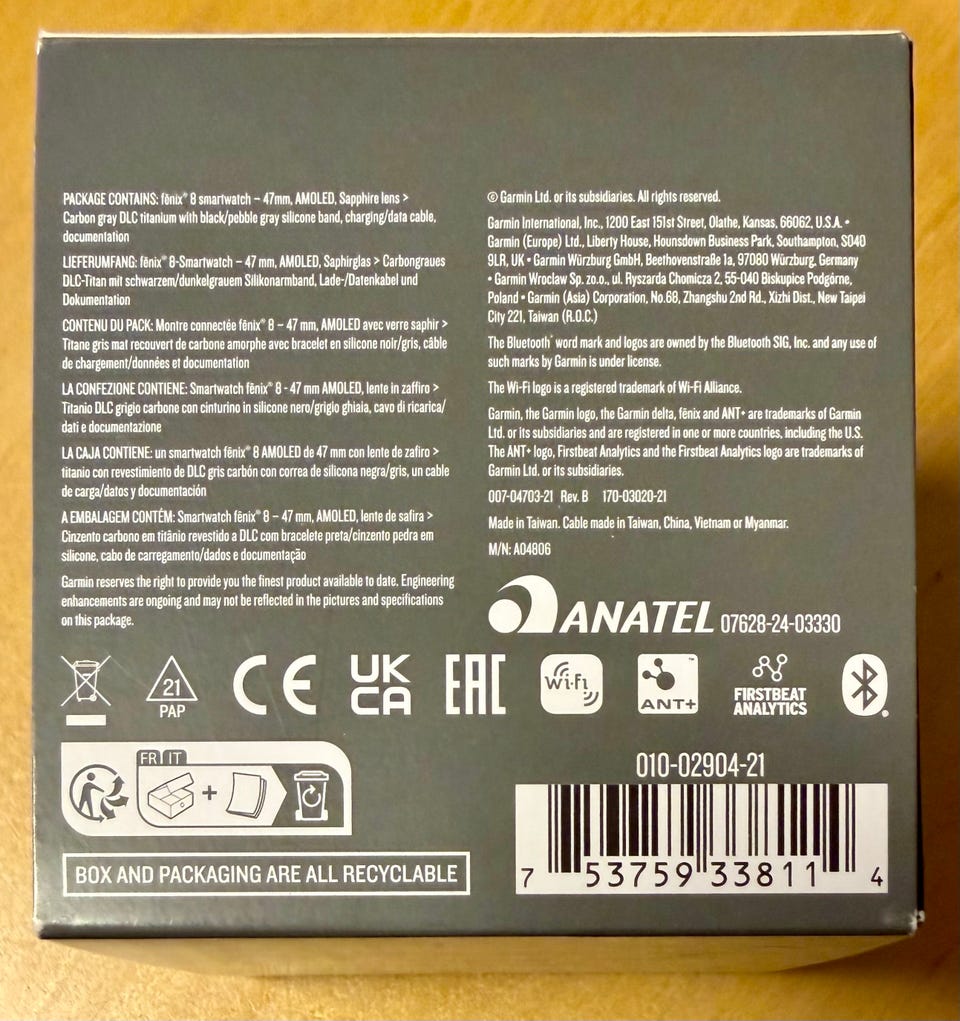 PACKAGE CONTAINS: fēnix® 8 smartwatch – 47mm, AMOLED, Sapphire lens >
Carbon gray DLC titanium with black/pebble gray silicone band, charging/data cable,
documentation
LIEFERUMFANG: fēnix® 8-Smartwatch – 47 mm, AMOLED, Saphirglas > Carbongraues
DLC-Titan mit schwarzem/dunkelgrauem Silikonarmband, Lade-/Datenkabel und
Dokumentation
CONTENU DU PACK: Montre connectée fēnix® 8 – 47 mm, AMOLED avec verre saphir >
Titane gris mat recouvert de carbone amorphe avec bracelet en silicone noir/gris, câble
de chargement/données et documentation
LA CONFEZIONE CONTIENE: Smartwatch fēnix® 8 - 47 mm AMOLED, lente in zaffiro >
Titanio DLC grigio carbone con cinturino in silicone nero/grigio ghiaia, cavo di ricarica/
dati e documentazione
LA CAJA CONTIENE: un smartwatch fēnix® 8 AMOLED de 47 mm con lente de zafiro >
titanio con revestimiento de DLC gris carbón con correa de silicona negra/gris, un cable
de carga/datos y documentación
A EMBALAGEM CONTÉM: Smartwatch fēnix® 8 – 47 mm, AMOLED, lente de safira >
Cinzento carbono em titânio revestido a DLC com bracelete preta/cinzento pedra em
silicone, cabo de carregamento/dados e documentação
Garmin reserves the right to provide you the finest product available to date. Engineering
enhancements are ongoing and may not be reflected in the pictures and specifications
on this package.
© Garmin Ltd. or its subsidiaries. All rights reserved.
Garmin International, Inc., 1200 East 151st Street, Olathe, Kansas, 66062, U.S.A. •
Garmin (Europe) Ltd., Liberty House, Hounsdown Business Park, Southampton, SO40
9LR, UK • Garmin Würzburg GmbH, Beethovenstraße 1a, 97080 Würzburg, Germany
• Garmin Wroclaw Sp. zo.o., ul. Ryszarda Chomicza 2, 55-040 Biskupice Podgórne,
Poland • Garmin (Asia) Corporation, No.68, Zhangshu 2nd Rd., Xizhi Dist., New Taipei
City 221, Taiwan (R.O.C.)
The Bluetooth® word mark and logos are owned by the Bluetooth SIG, Inc. and any use of
such marks by Garmin is under license.
The Wi-Fi logo is a registered trademark of Wi-Fi Alliance.
Garmin, the Garmin logo, the Garmin delta, fēnix and ANT+ are trademarks of Garmin
Ltd. or its subsidiaries and are registered in one or more countries, including the U.S.
The ANT+ logo, Firstbeat Analytics and the Firstbeat Analytics logo are trademarks of
Garmin Ltd. or its subsidiaries.
007-04703-21 Rev. B 170-03020-21
Made in Taiwan. Cable made in Taiwan, China, Vietnam or Myanmar.
M/N: A04806
ANATEL 07628-24-03330
21
PAP
CE
UK
CA
EAC
Wi-Fi
ANT+™
FIRSTBEAT
ANALYTICS
FR IT
+
BOX AND PACKAGING ARE ALL RECYCLABLE
010-02904-21
7 53759 33811 4